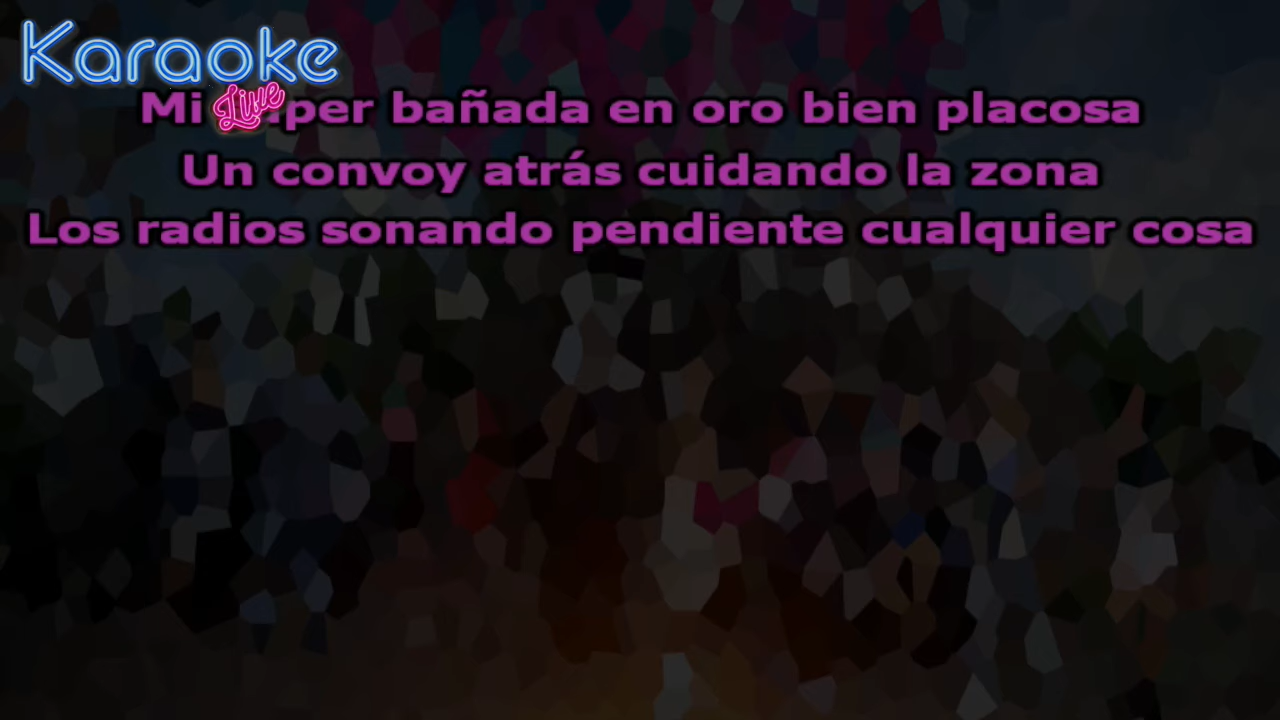 Karaoke
Live
Mi bañada en oro bien placosa
Un convoy atrás cuidando la zona
Los radios sonando pendiente cualquier cosa